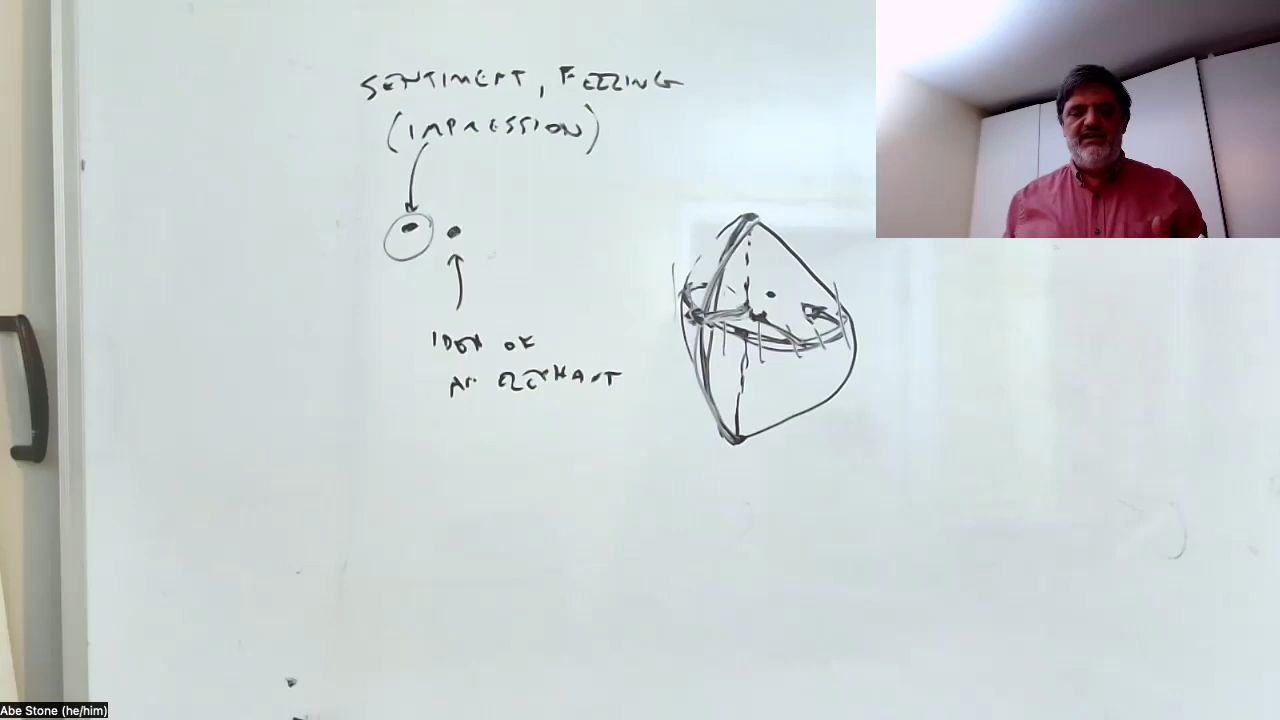 SENTIMENT, FEELING
(IMPRESSION)
IDEA OF
AN ELEPHANT
Abe Stone (he/him)